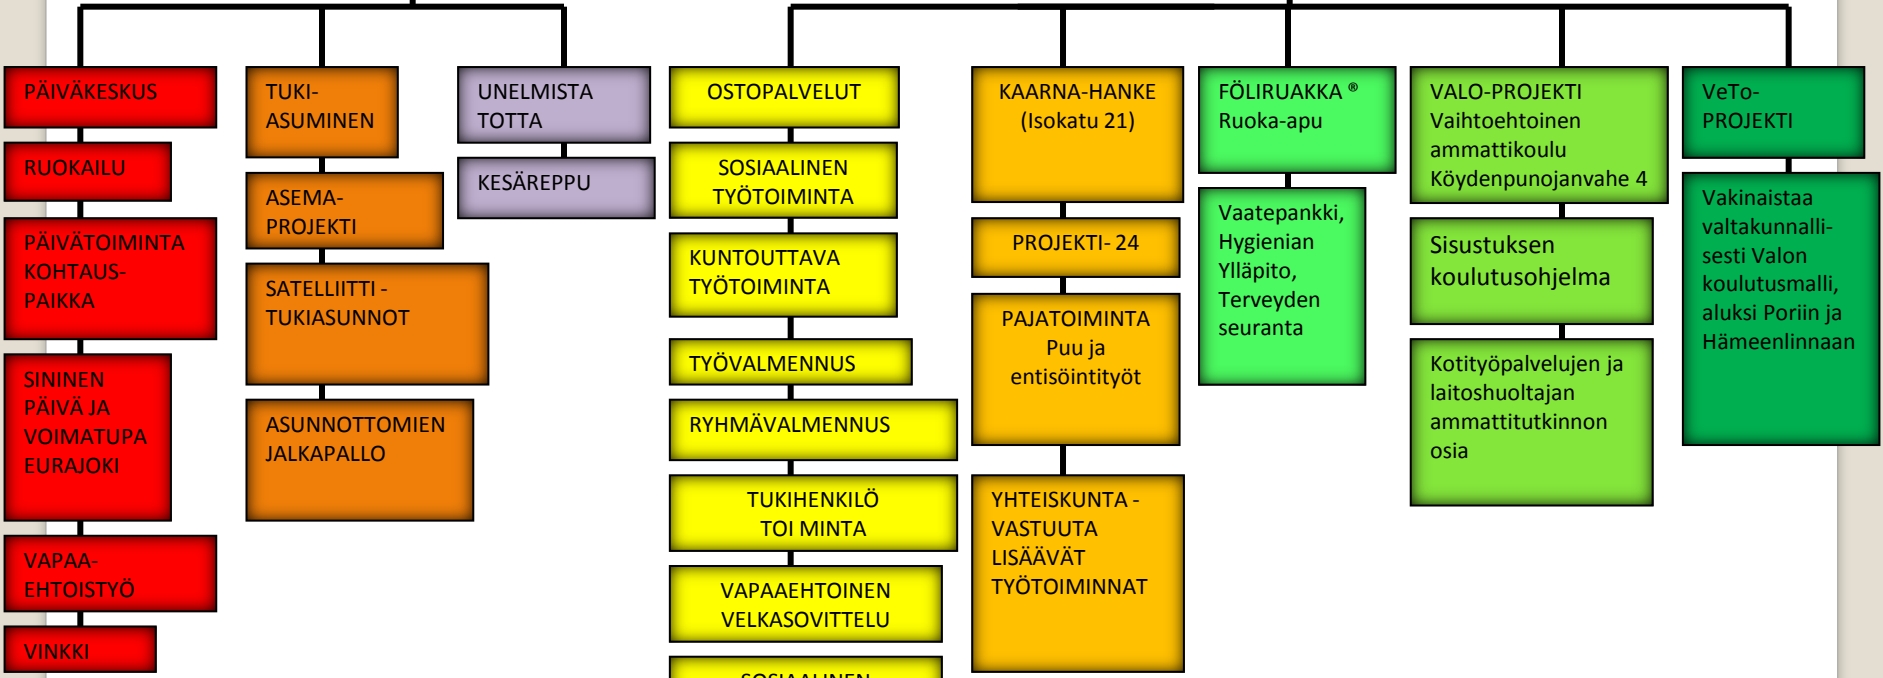 PÄIVÄKESKUS
RUOKAILU
PÄIVÄTOIMINTA
KOHTAUS-
PAIKKA
SININEN
PÄIVÄ JA
VOIMATUPA
EURAJOKI
VAPAA-
EHTOISTYÖ
VINKKI
TUKI-
ASUMINEN
ASEMA-
PROJEKTI
SATELLIITTI -
TUKIASUNNOT
ASUNNOTTOMIEN
JALKAPALLO
UNELMISTA
TOTTA
KESÄREPPU
OSTOPALVELUT
SOSIAALINEN
TYÖTOIMINTA
KUNTOUTTAVA
TYÖTOIMINTA
TYÖVALMENNUS
RYHMÄVALMENNUS
TUKIHENKILÖ
TOI MINTA
VAPAAEHTOINEN
VELKASOVITTELU
SOSIAALINEN
KAARNA-HANKE
(Isokatu 21)
PROJEKTI- 24
PAJATOIMINTA
Puu ja
entisöintityöt
YHTEISKUNTA -
VASTUUTA
LISÄÄVÄT
TYÖTOIMINNAT
FÖLIRUAKKA ®
Ruoka-apu
Vaatepankki,
Hygienian
Ylläpito,
Terveyden
seuranta
VALO-PROJEKTI
Vaihtoehtoinen
ammattikoulu
Köydenpunojanvahe 4
Sisustuksen
koulutusohjelma
Kotityöpalvelujen ja
laitoshuoltajan
ammattitutkinnon
osia
VeTo-
PROJEKTI
Vakinaistaa
valtakunnalli-
sesti Valon
koulutusmalli,
aluksi Poriin ja
Hämeenlinnaan